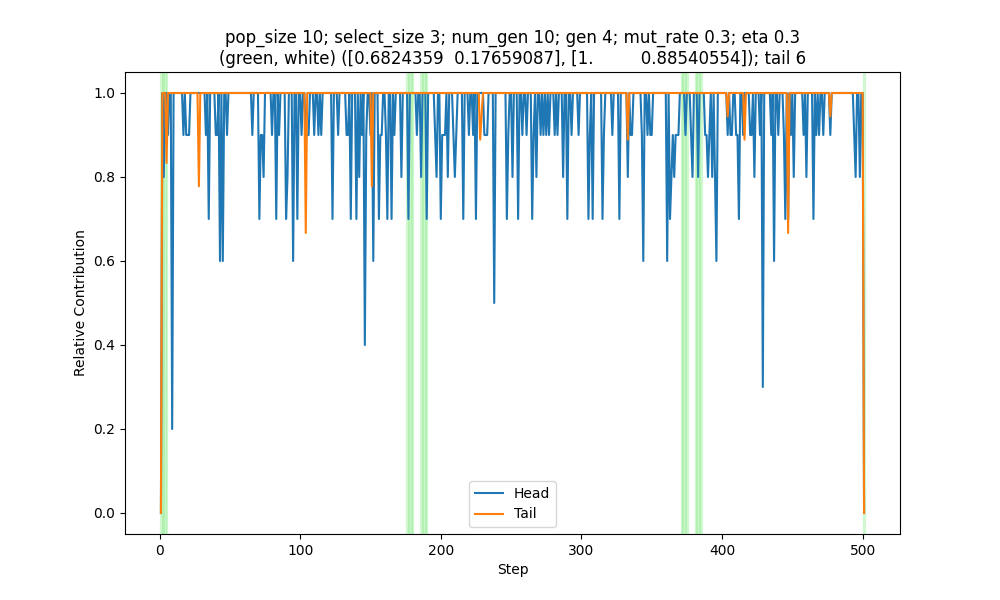 pop_size 10; select_size 3; num_gen 10; gen 4; mut_rate 0.3; eta 0.3
(green, white) ([0.6824359  0.17659087], [1.         0.88540554]); tail 6
Relative Contribution
1.0
0.8
0.6
0.4
0.2
0.0
Head
Tail
0 100 200 300 400 500
Step